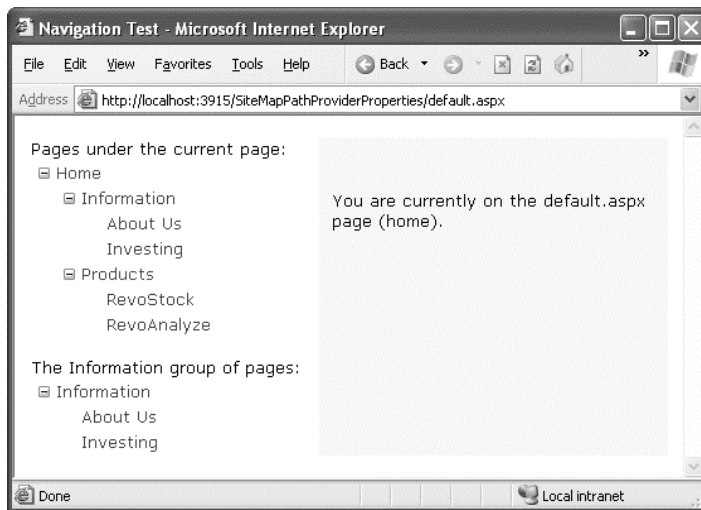 Navigation Test - Microsoft Internet Explorer
File Edit View Favorites Tools Help Back »
Address http://localhost:3915/SiteMapPathProviderProperties/default.aspx
Pages under the current page:
Home
Information
About Us
Investing
Products
RevoStock
RevoAnalyze
The Information group of pages:
Information
About Us
Investing
You are currently on the default.aspx
page (home).
Done Local intranet